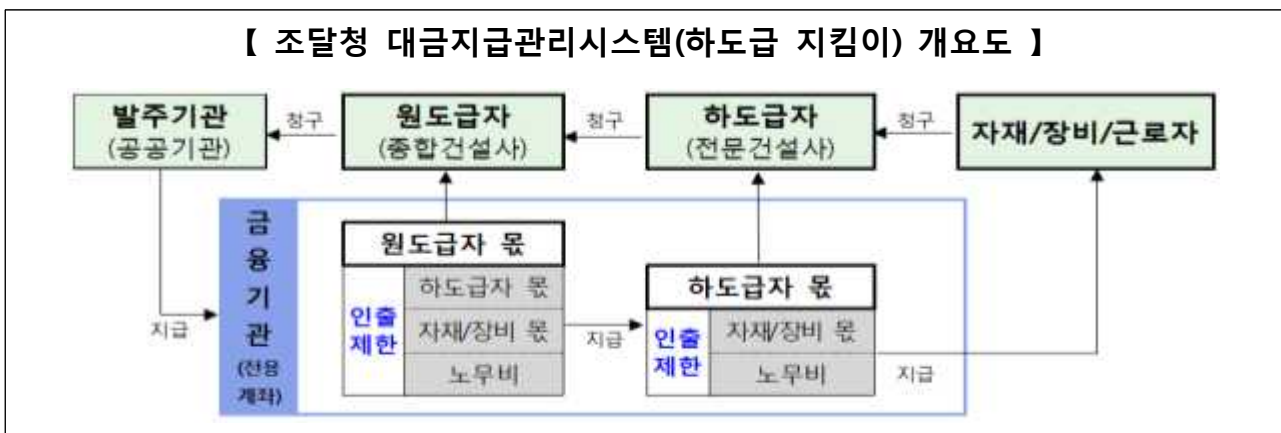 【 조달청 대금지급관리시스템(하도급 지킴이) 개요도 】
발주기관
(공공기관)
청구
원도급자
(종합건설사)
청구
하도급자
(전문건설사)
청구
자재/장비/근로자
지급
금융기관
(전용계좌)
원도급자 몫
인출제한
하도급자 몫
자재/장비 몫
노무비
지급
하도급자 몫
인출제한
자재/장비 몫
노무비
지급